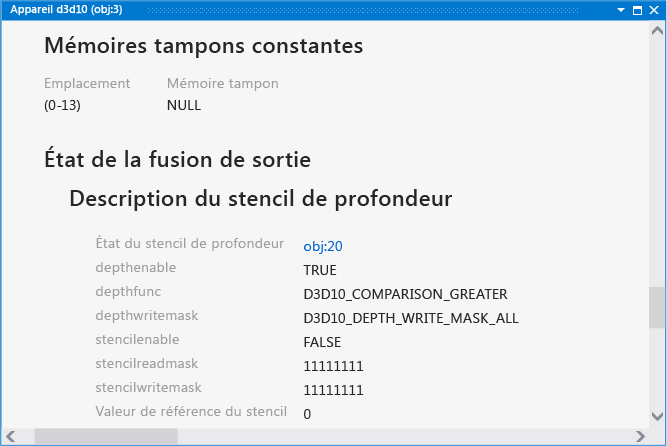 Appareil d3d10 (obj:3)
Mémoires tampons constantes
Emplacement Mémoire tampon
(0-13) NULL
État de la fusion de sortie
Description du stencil de profondeur
État du stencil de profondeur obj:20
depthenable TRUE
depthfunc D3D10_COMPARISON_GREATER
depthwritemask D3D10_DEPTH_WRITE_MASK_ALL
stencilenable FALSE
stencilreadmask 11111111
stencilwritemask 11111111
Valeur de référence du stencil 0